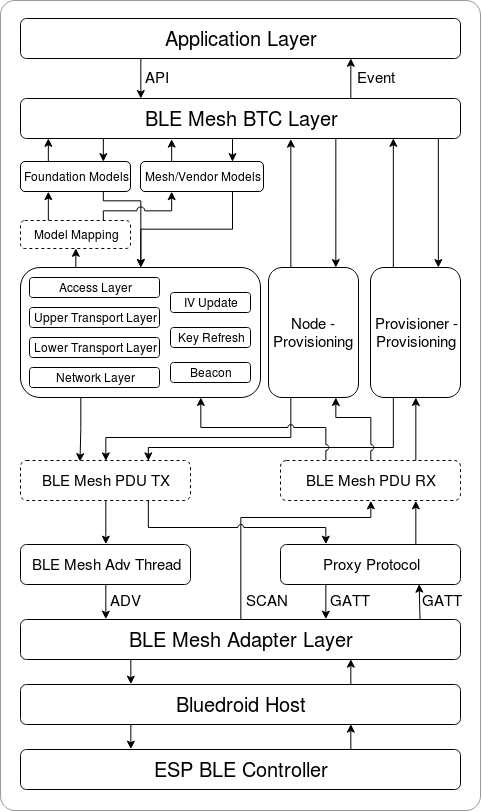 Application Layer
API
Event
BLE Mesh BTC Layer
Foundation Models
Mesh/Vendor Models
Model Mapping
Access Layer
Upper Transport Layer
Lower Transport Layer
Network Layer
IV Update
Key Refresh
Beacon
Node -
Provisioning
Provisioner -
Provisioning
BLE Mesh PDU TX
BLE Mesh PDU RX
BLE Mesh Adv Thread
Proxy Protocol
ADV
SCAN
GATT
GATT
BLE Mesh Adapter Layer
Bluedroid Host
ESP BLE Controller